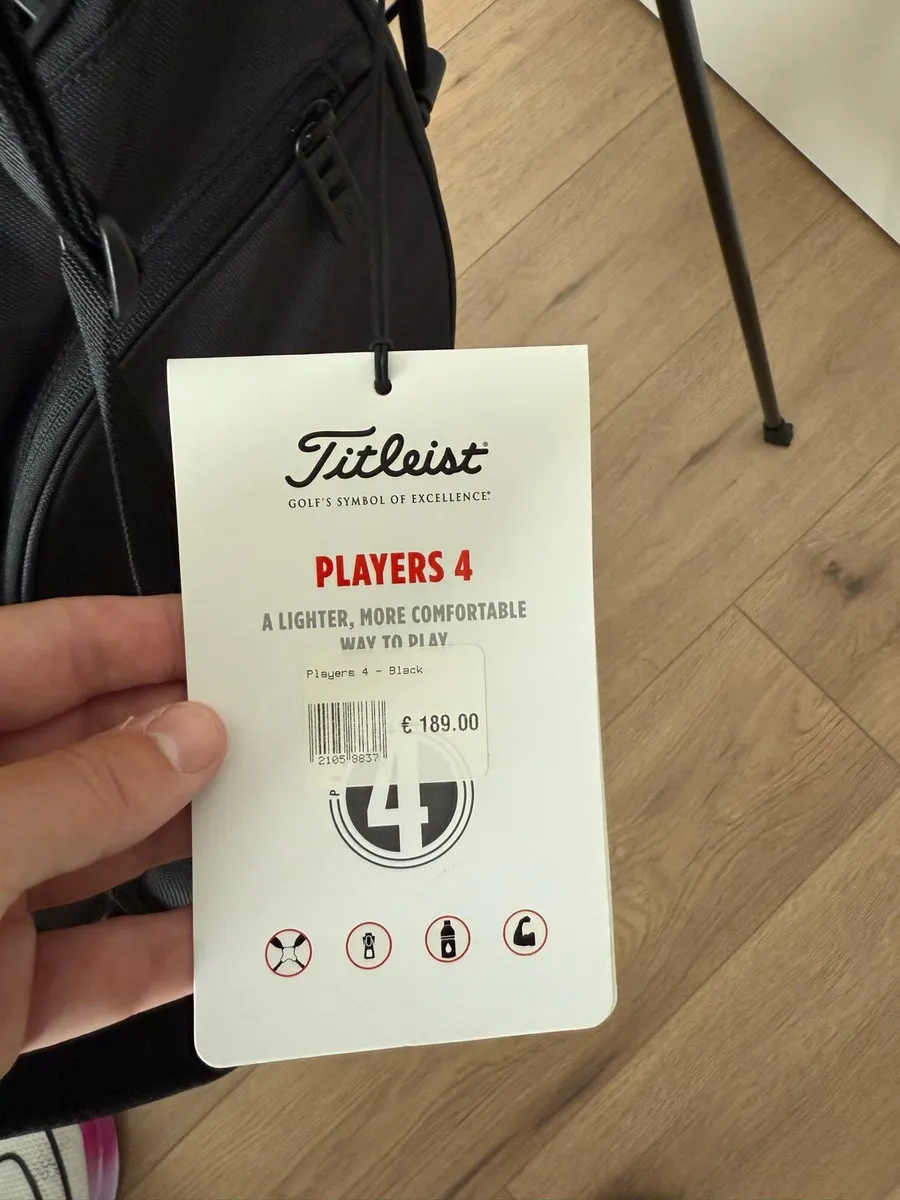 Titleist®
GOLF'S SYMBOL OF EXCELLENCE®
PLAYERS 4
A LIGHTER, MORE COMFORTABLE
WAY TO PLAY.
Players 4 - Black
€ 189.00
2105 8837
4